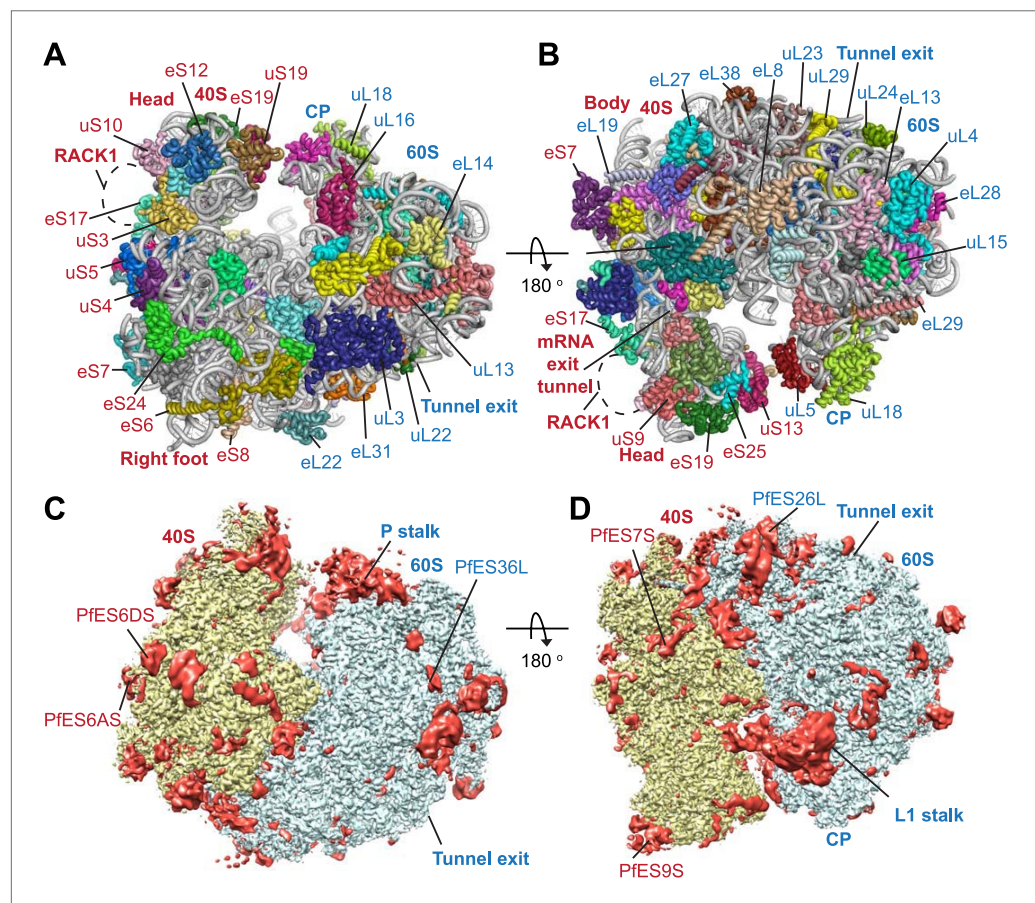 A
eS12
uS19
Head
40S
eS19
uS10
CP
uL18
uL16
RACK1
60S
eL14
eS17
uS3
uS5
uS4
eS7
eS24
eS6
Right foot
eS8
eL22
eL31
uL3
uL22
uL13
Tunnel exit
180 °
B
uL23
Tunnel exit
eL27
eL38
eL8
uL29
uL24
Body
40S
eL13
eL19
60S
uL4
eS7
eL28
uL15
eS17
eL29
mRNA
exit
tunnel
RACK1
uS9
Head
eS19
eS25
uS13
uL5
CP
uL18
C
40S
P stalk
60S
PfES36L
PfES6DS
PfES6AS
Tunnel exit
180 °
D
40S
PfES26L
Tunnel exit
PfES7S
60S
L1 stalk
CP
PfES9S